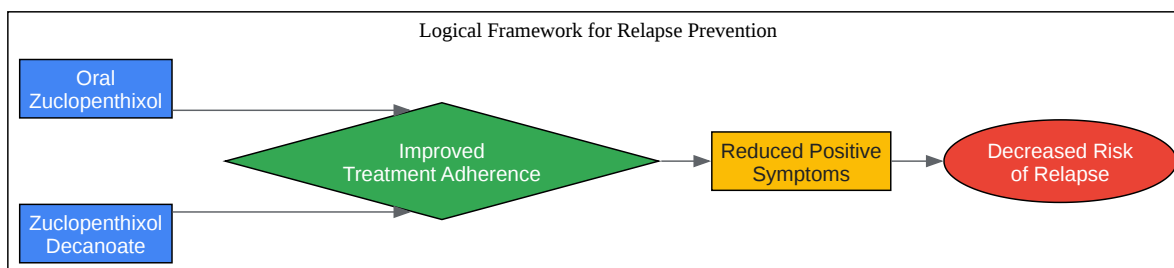 Logical Framework for Relapse Prevention
Oral
Zuclopenthixol
Improved
Treatment Adherence
Reduced Positive
Symptoms
Decreased Risk
of Relapse
Zuclopenthixol
Decanoate